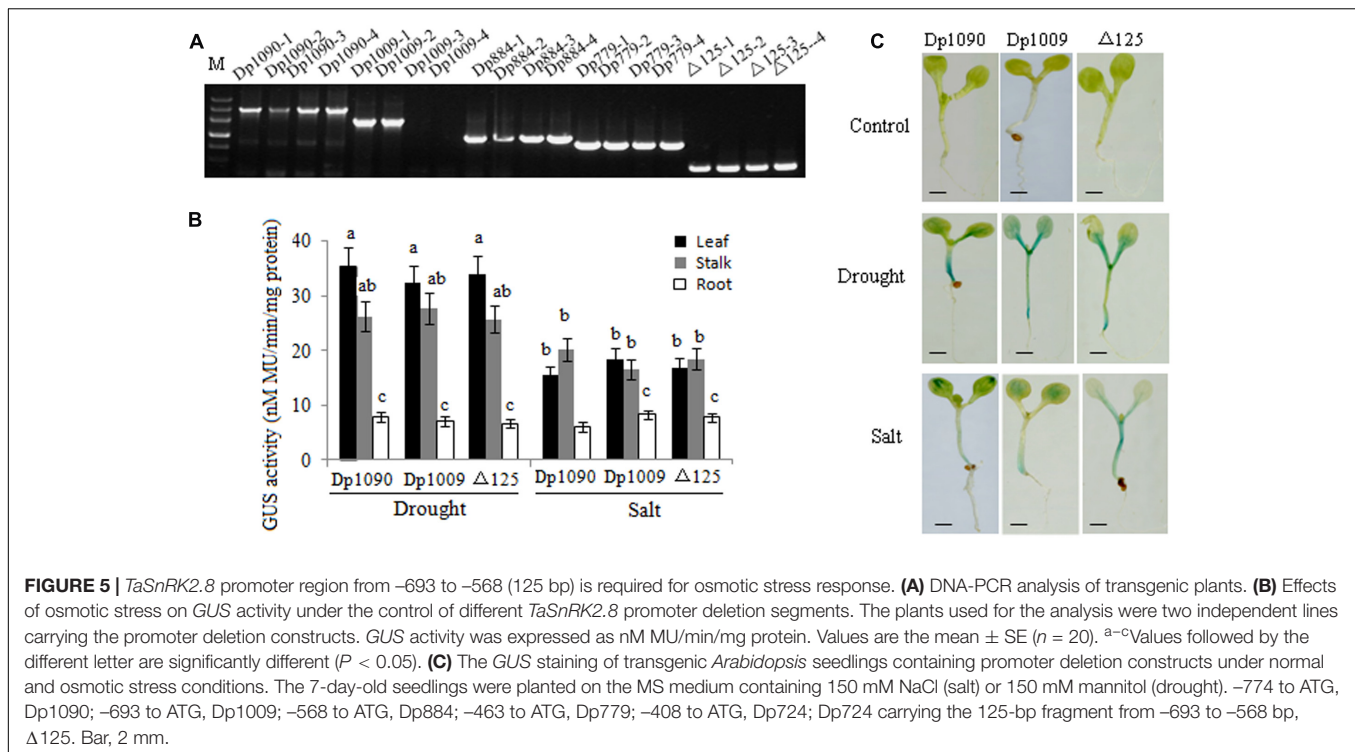 A
M
Dp1090-1
Dp1090-2
Dp1090-3
Dp1090-4
Dp1009-1
Dp1009-2
Dp1009-3
Dp1009-4
Dp884-1
Dp884-2
Dp884-3
Dp884-4
Dp779-1
Dp779-2
Dp779-3
Dp779-4
△125-1
△125-2
△125-3
△125--4
B
GUS activity (nM MU/min/mg protein)
40
30
20
10
0
a
ab
c
a
ab
c
a
ab
c
b
b
b
b
c
b
b
c
Leaf
Stalk
Root
Dp1090 Dp1009 △125 Dp1090 Dp1009 △125
Drought Salt
C
Dp1090 Dp1009 △125
Control
Drought
Salt
FIGURE 5 | TaSnRK2.8 promoter region from –693 to –568 (125 bp) is required for osmotic stress response. (A) DNA-PCR analysis of transgenic plants. (B) Effects
of osmotic stress on GUS activity under the control of different TaSnRK2.8 promoter deletion segments. The plants used for the analysis were two independent lines
carrying the promoter deletion constructs. GUS activity was expressed as nM MU/min/mg protein. Values are the mean ± SE (n = 20). a–cValues followed by the
different letter are significantly different (P < 0.05). (C) The GUS staining of transgenic Arabidopsis seedlings containing promoter deletion constructs under normal
and osmotic stress conditions. The 7-day-old seedlings were planted on the MS medium containing 150 mM NaCl (salt) or 150 mM mannitol (drought). –774 to ATG,
Dp1090; –693 to ATG, Dp1009; –568 to ATG, Dp884; –463 to ATG, Dp779; –408 to ATG, Dp724; Dp724 carrying the 125-bp fragment from –693 to –568 bp,
Δ125. Bar, 2 mm.